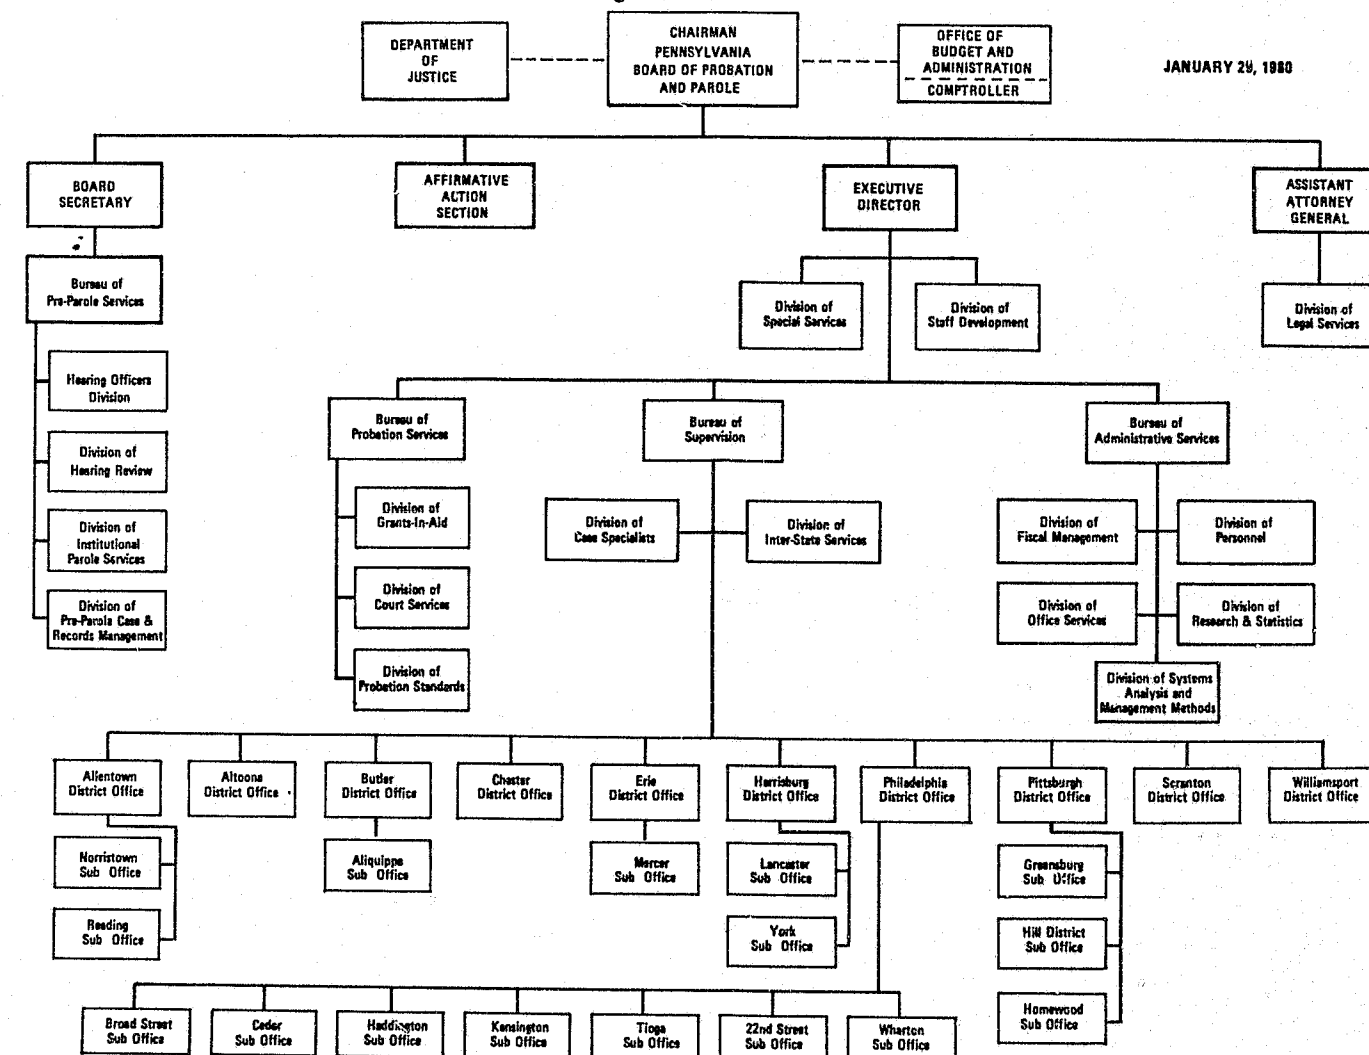 DEPARTMENT
OF
JUSTICE
CHAIRMAN
PENNSYLVANIA
BOARD OF PROBATION
AND PAROLE
OFFICE OF
BUDGET AND
ADMINISTRATION
COMPTROLLER
JANUARY 29, 1980
BOARD
SECRETARY
AFFIRMATIVE
ACTION
SECTION
EXECUTIVE
DIRECTOR
ASSISTANT
ATTORNEY
GENERAL
Bureau of
Pre-Parole Services
Division of
Special Services
Division of
Staff Development
Division of
Legal Services
Hearing Officers
Division
Division of
Hearing Review
Division of
Institutional
Parole Services
Division of
Pre-Parole Case &
Records Management
Bureau of
Probation Services
Bureau of
Supervision
Bureau of
Administrative Services
Division of
Grants-In-Aid
Division of
Court Services
Division of
Probation Standards
Division of
Case Specialists
Division of
Inter-State Services
Division of
Fiscal Management
Division of
Personnel
Division of
Office Services
Division of
Research & Statistics
Division of Systems
Analysis and
Management Methods
Allentown
District Office
Altoona
District Office
Butler
District Office
Chester
District Office
Erie
District Office
Harrisburg
District Office
Philadelphia
District Office
Pittsburgh
District Office
Scranton
District Office
Williamsport
District Office
Norristown
Sub Office
Aliquippa
Sub Office
Mercer
Sub Office
Lancaster
Sub Office
Greensburg
Sub Office
Reading
Sub Office
York
Sub Office
Hill District
Sub Office
Homewood
Sub Office
Broad Street
Sub Office
Cedar
Sub Office
Haddington
Sub Office
Kensington
Sub Office
Tioga
Sub Office
22nd Street
Sub Office
Wharton
Sub Office